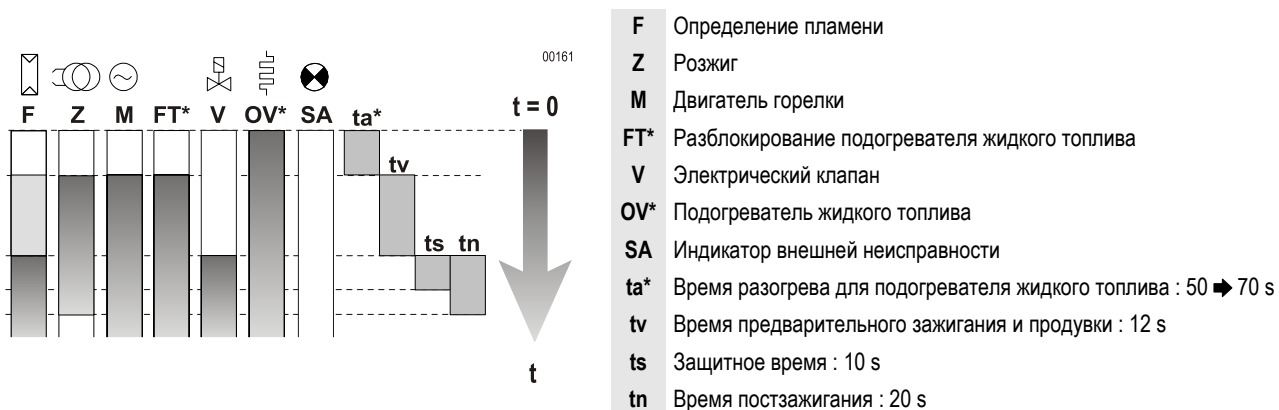 00161
F Z M FT* V OV* SA ta* t = 0
tv
ts tn
t
F Определение пламени
Z Розжиг
M Двигатель горелки
FT* Разблокирование подогревателя жидкого топлива
V Электрический клапан
OV* Подогреватель жидкого топлива
SA Индикатор внешней неисправности
ta* Время разогрева для подогревателя жидкого топлива : 50 ➡ 70 s
tv Время предварительного зажигания и продувки : 12 s
ts Защитное время : 10 s
tn Время постзажигания : 20 s